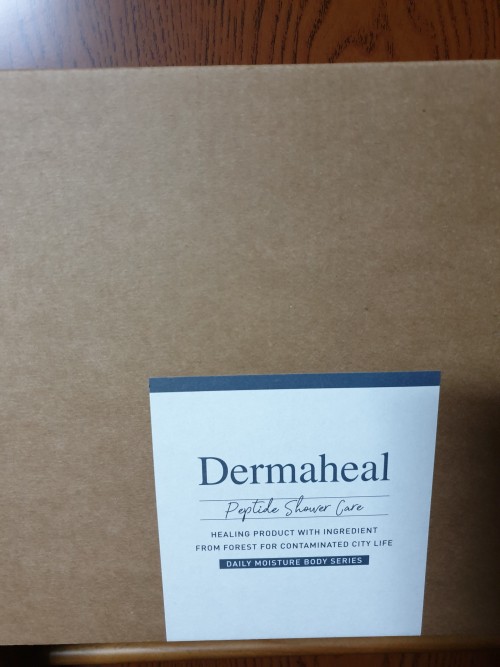 Dermaheal
Peptide Shower Care
HEALING PRODUCT WITH INGREDIENT
FROM FOREST FOR CONTAMINATED CITY LIFE
DAILY MOISTURE BODY SERIES